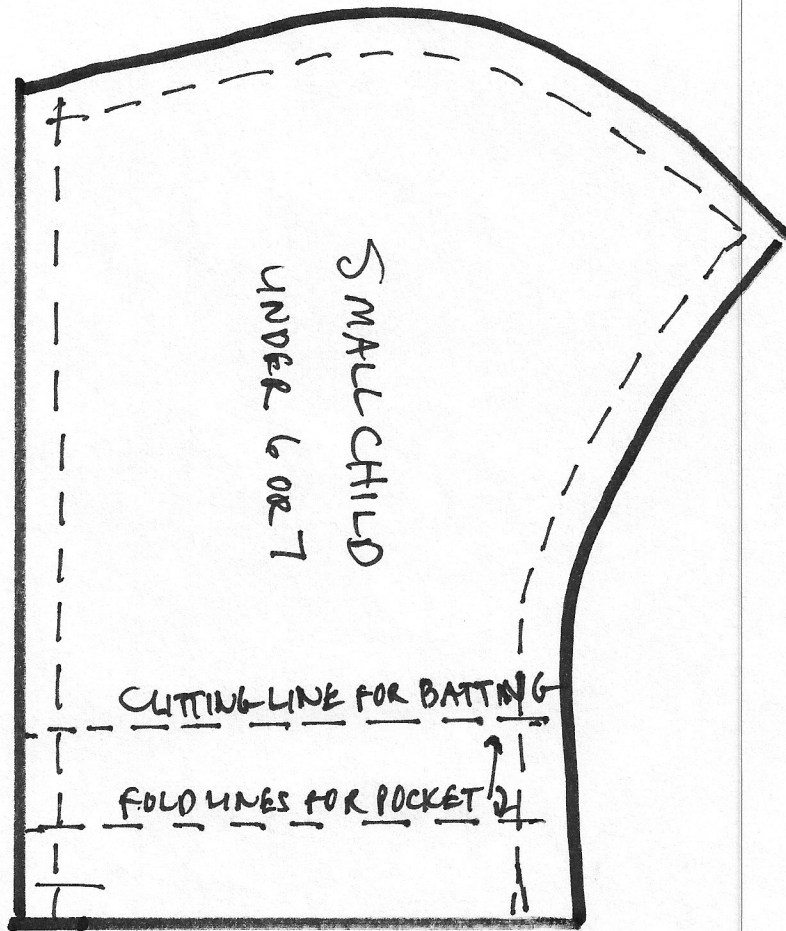 SMALL CHILD
UNDER 6 OR 7
CUTTING LINE FOR BATTING
FOLD LINES FOR POCKET